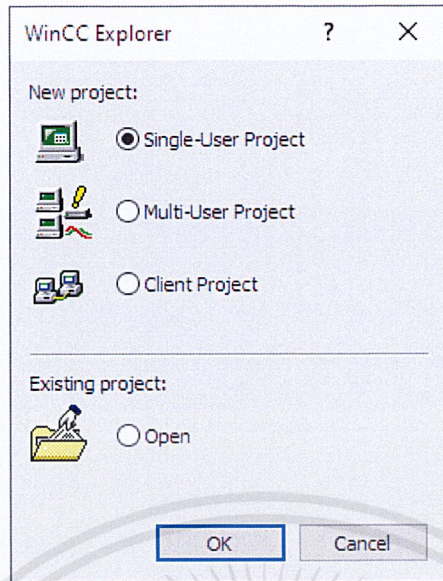 WinCC Explorer ? ×
New project:
Single-User Project
Multi-User Project
Client Project
Existing project:
Open
OK Cancel